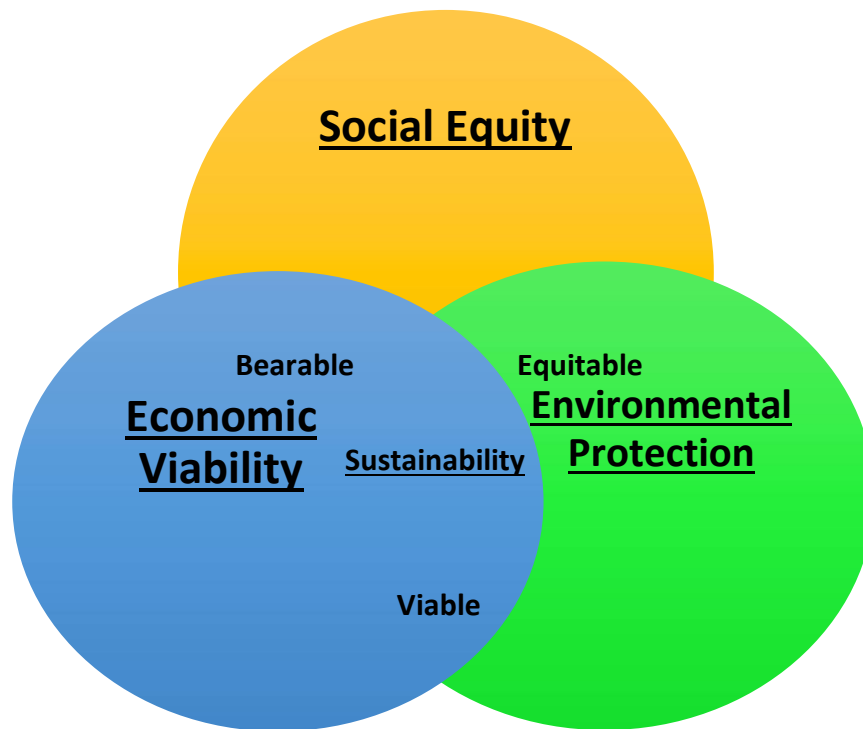 Social Equity
Bearable
Equitable
Economic
Viability
Environmental
Protection
Sustainability
Viable